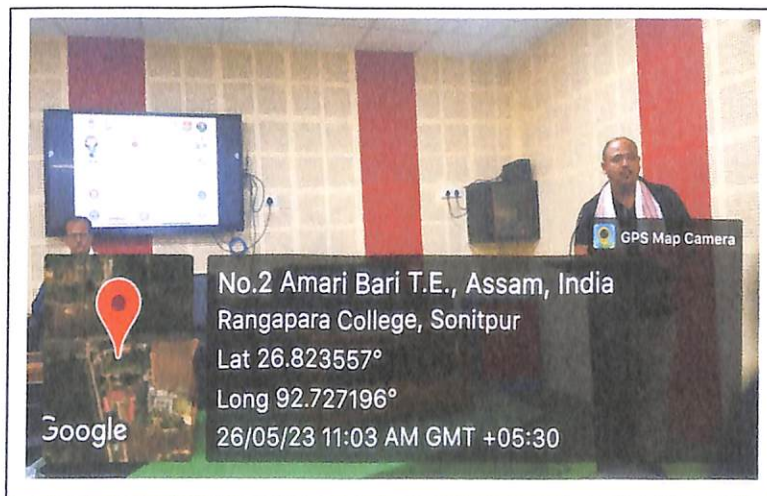 GPS Map Camera
No.2 Amari Bari T.E., Assam, India
Rangapara College, Sonitpur
Lat 26.823557°
Long 92.727196°
26/05/23 11:03 AM GMT +05:30
Google